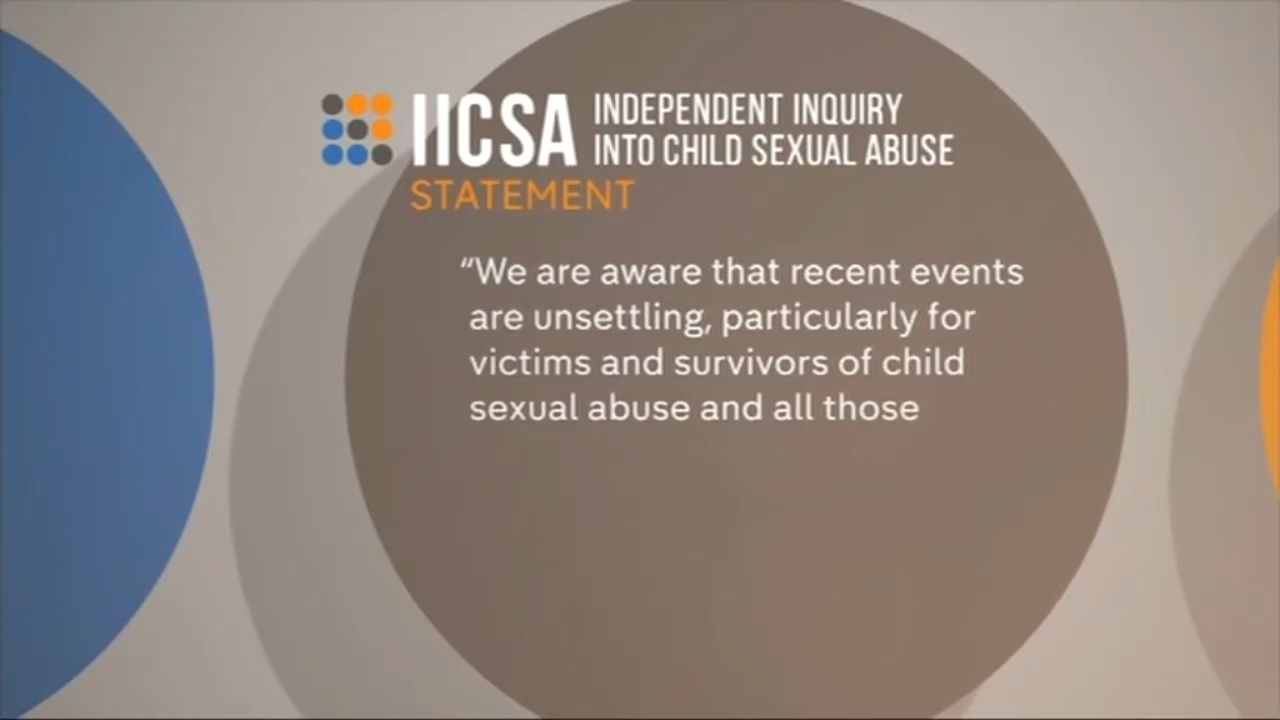 IICSA
INDEPENDENT INQUIRY
INTO CHILD SEXUAL ABUSE
STATEMENT
“We are aware that recent events
are unsettling, particularly for
victims and survivors of child
sexual abuse and all those